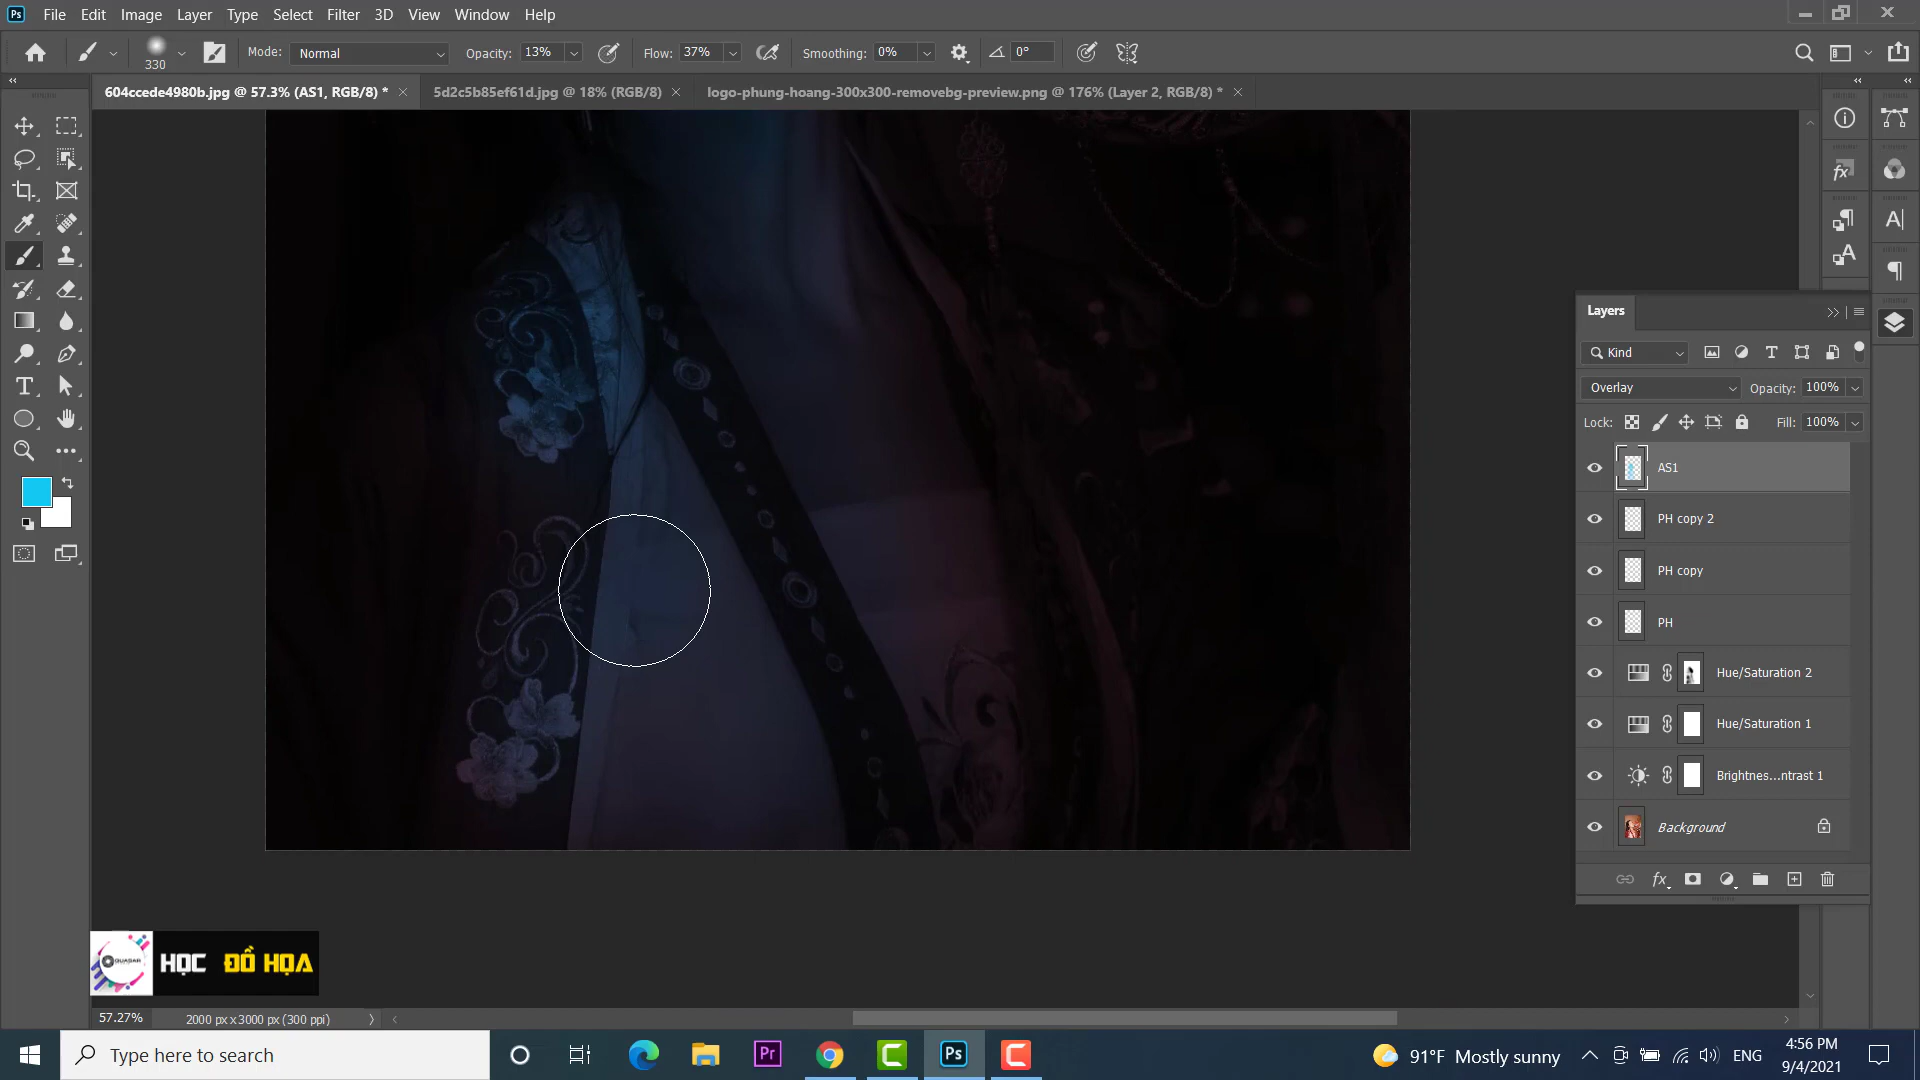 Ps File Edit Image Layer Type Select Filter 3D View Window Help
330 Mode: Normal Opacity: 13% Flow: 37% Smoothing: 0% 0°
604ccede4980b.jpg @ 57.3% (AS1, RGB/8) * 5d2c5b85ef61d.jpg @ 18% (RGB/8) logo-phung-hoang-300x300-removebg-preview.png @ 176% (Layer 2, RGB/8) *
Layers
Kind
Overlay Opacity: 100%
Lock: Fill: 100%
AS1
PH copy 2
PH copy
PH
Hue/Saturation 2
Hue/Saturation 1
Brightnes...ntrast 1
Background
fx
QUASAR HỌC ĐỒ HỌA
57.27% 2000 px x 3000 px (300 ppi)
Type here to search Pr Ps 91°F Mostly sunny ENG 4:56 PM
9/4/2021